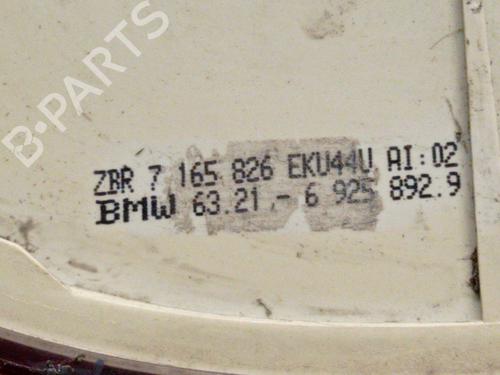 B-PARTS
ZBR 7 165 826 EKU44U AI:02
BMW 63.21.- 6 925 892.9